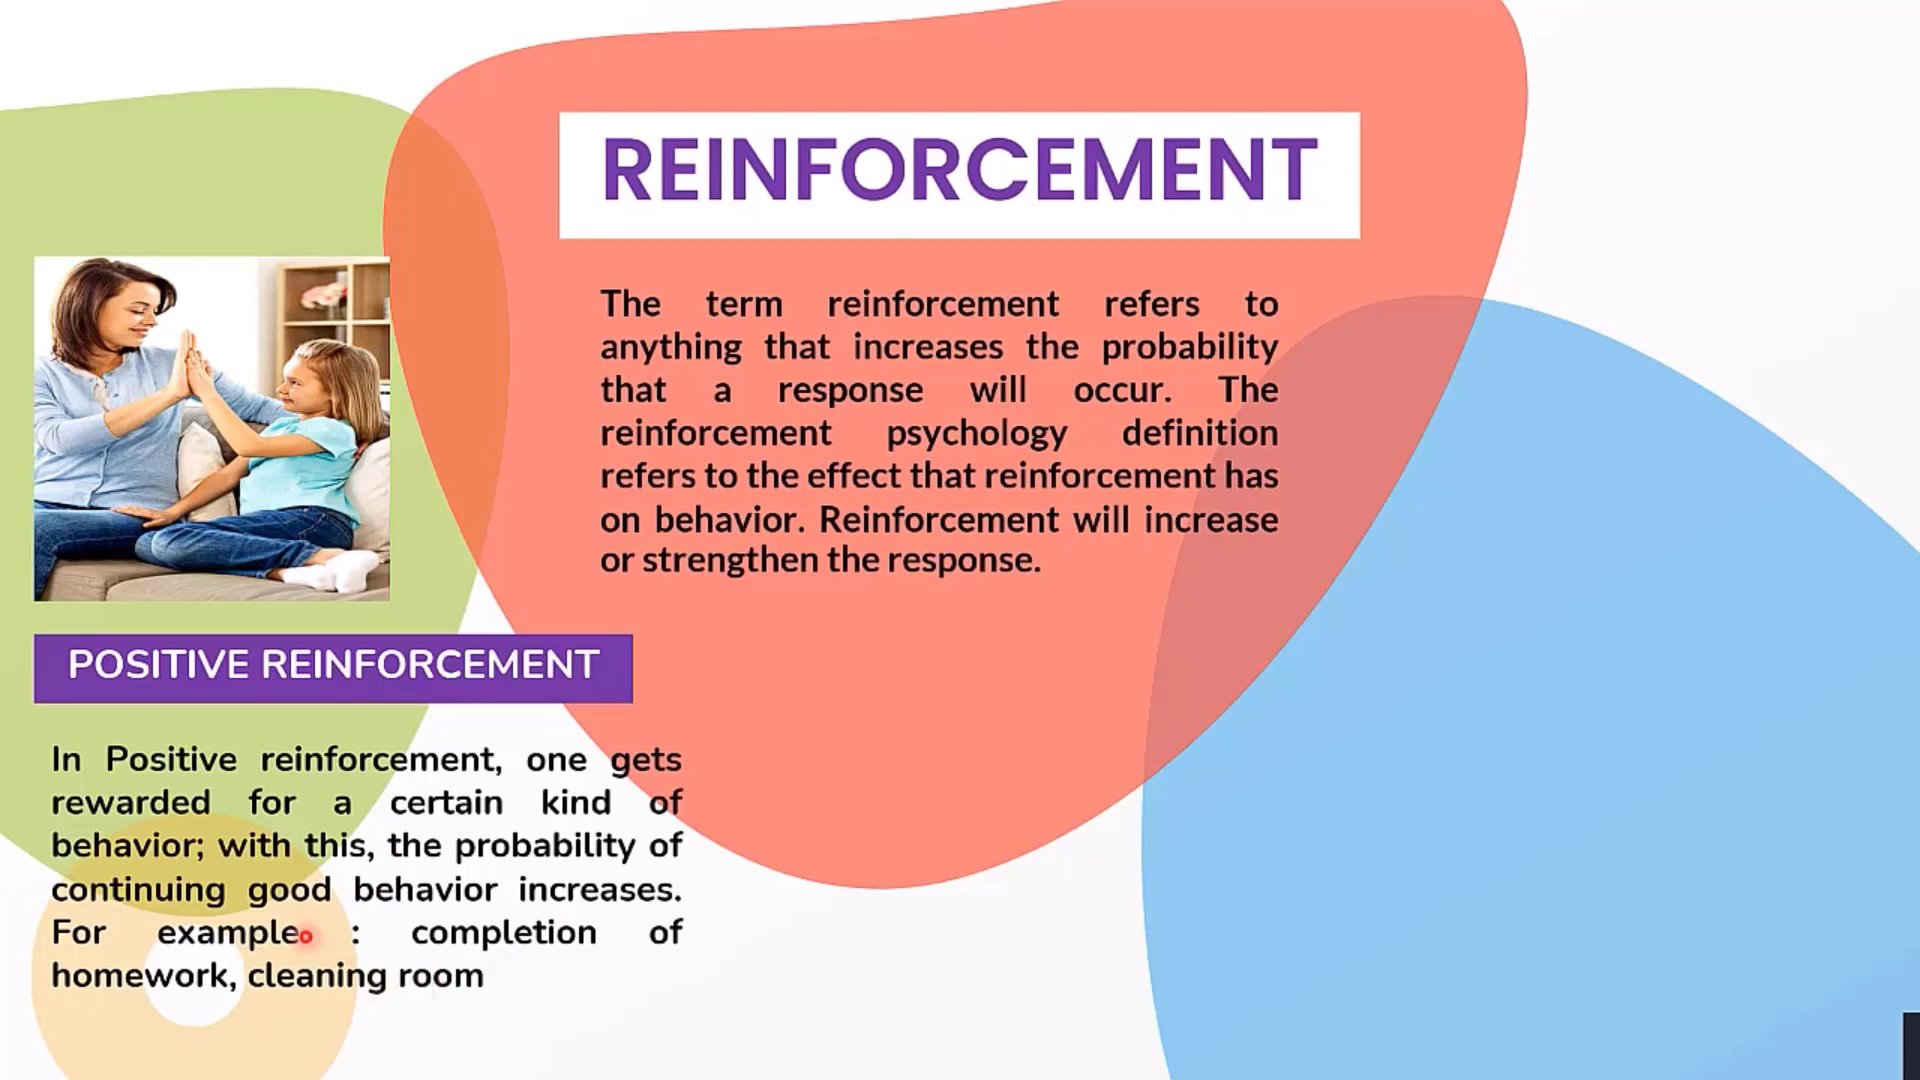 REINFORCEMENT
The term reinforcement refers to
anything that increases the probability
that a response will occur. The
reinforcement psychology definition
refers to the effect that reinforcement has
on behavior. Reinforcement will increase
or strengthen the response.
POSITIVE REINFORCEMENT
In Positive reinforcement, one gets
rewarded for a certain kind of
behavior; with this, the probability of
continuing good behavior increases.
For example : completion of
homework, cleaning room